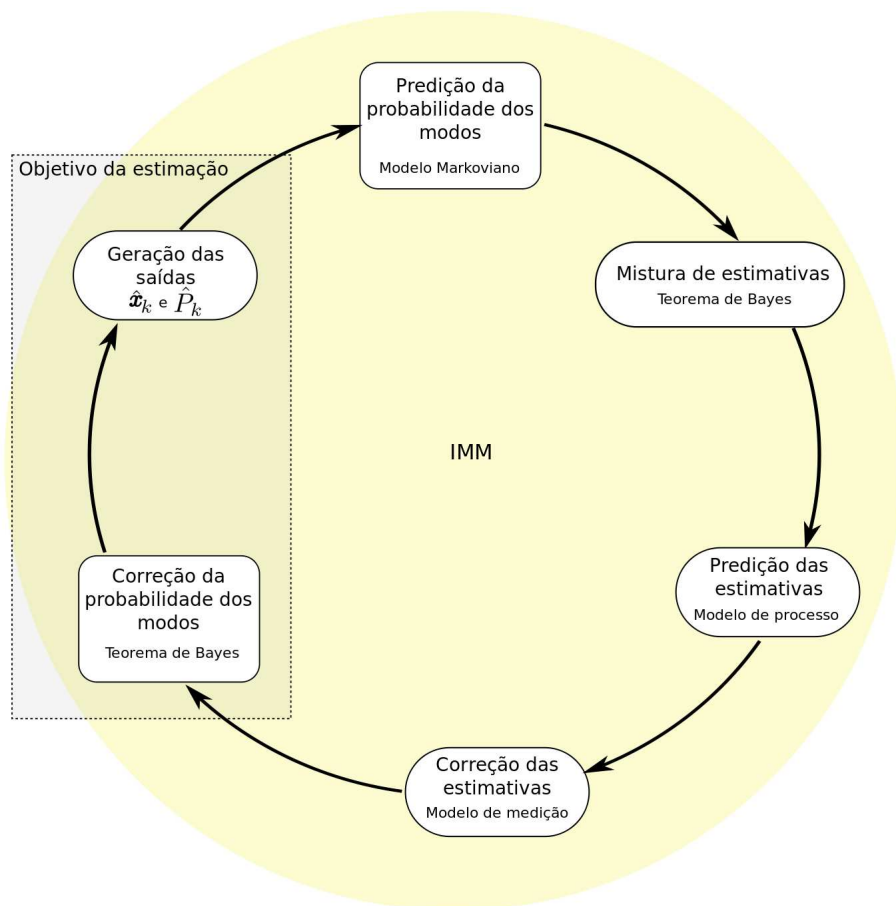 Predição da
probabilidade dos
modos
Modelo Markoviano
Objetivo da estimação
Geração das
saídas
x̂_k e P̂_k
Mistura de estimativas
Teorema de Bayes
IMM
Predição das
estimativas
Modelo de processo
Correção da
probabilidade dos
modos
Teorema de Bayes
Correção das
estimativas
Modelo de medição